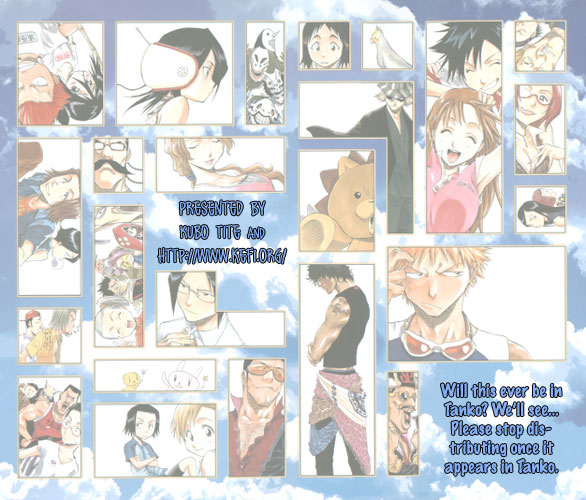 PRESENTED BY
KUBO TITE AND
HTTP://WWW.KEFI.ORG/
Will this ever be in
Tanko? We'll see...
Please stop dis-
tributing once it
appears in Tanko.